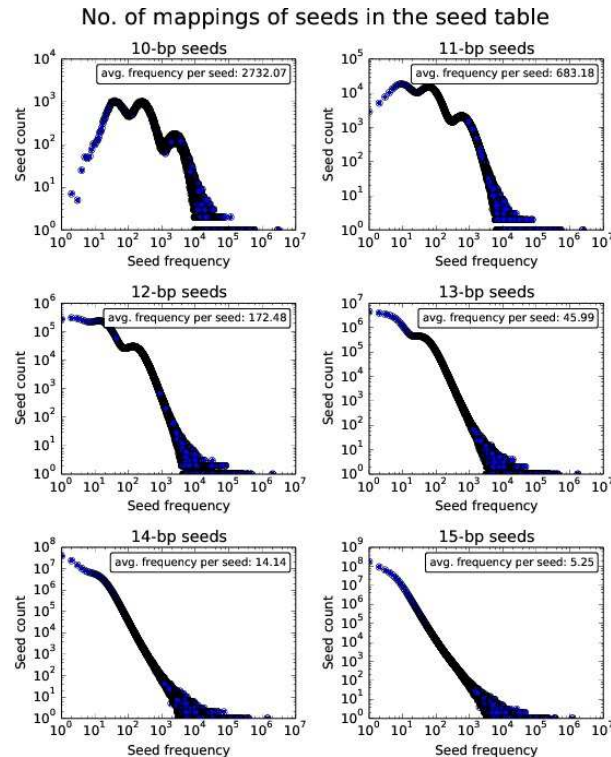 No. of mappings of seeds in the seed table
10-bp seeds
avg. frequency per seed: 2732.07
10^4
10^3
10^2
10^1
10^0
Seed count
10^0 10^1 10^2 10^3 10^4 10^5 10^6 10^7
Seed frequency
11-bp seeds
avg. frequency per seed: 683.18
10^5
10^4
10^3
10^2
10^1
10^0
Seed count
10^0 10^1 10^2 10^3 10^4 10^5 10^6 10^7
Seed frequency
12-bp seeds
avg. frequency per seed: 172.48
10^6
10^5
10^4
10^3
10^2
10^1
10^0
Seed count
10^0 10^1 10^2 10^3 10^4 10^5 10^6 10^7
Seed frequency
13-bp seeds
avg. frequency per seed: 45.99
10^7
10^6
10^5
10^4
10^3
10^2
10^1
10^0
Seed count
10^0 10^1 10^2 10^3 10^4 10^5 10^6 10^7
Seed frequency
14-bp seeds
avg. frequency per seed: 14.14
10^8
10^7
10^6
10^5
10^4
10^3
10^2
10^1
10^0
Seed count
10^0 10^1 10^2 10^3 10^4 10^5 10^6 10^7
Seed frequency
15-bp seeds
avg. frequency per seed: 5.25
10^9
10^8
10^7
10^6
10^5
10^4
10^3
10^2
10^1
10^0
Seed count
10^0 10^1 10^2 10^3 10^4 10^5 10^6 10^7
Seed frequency